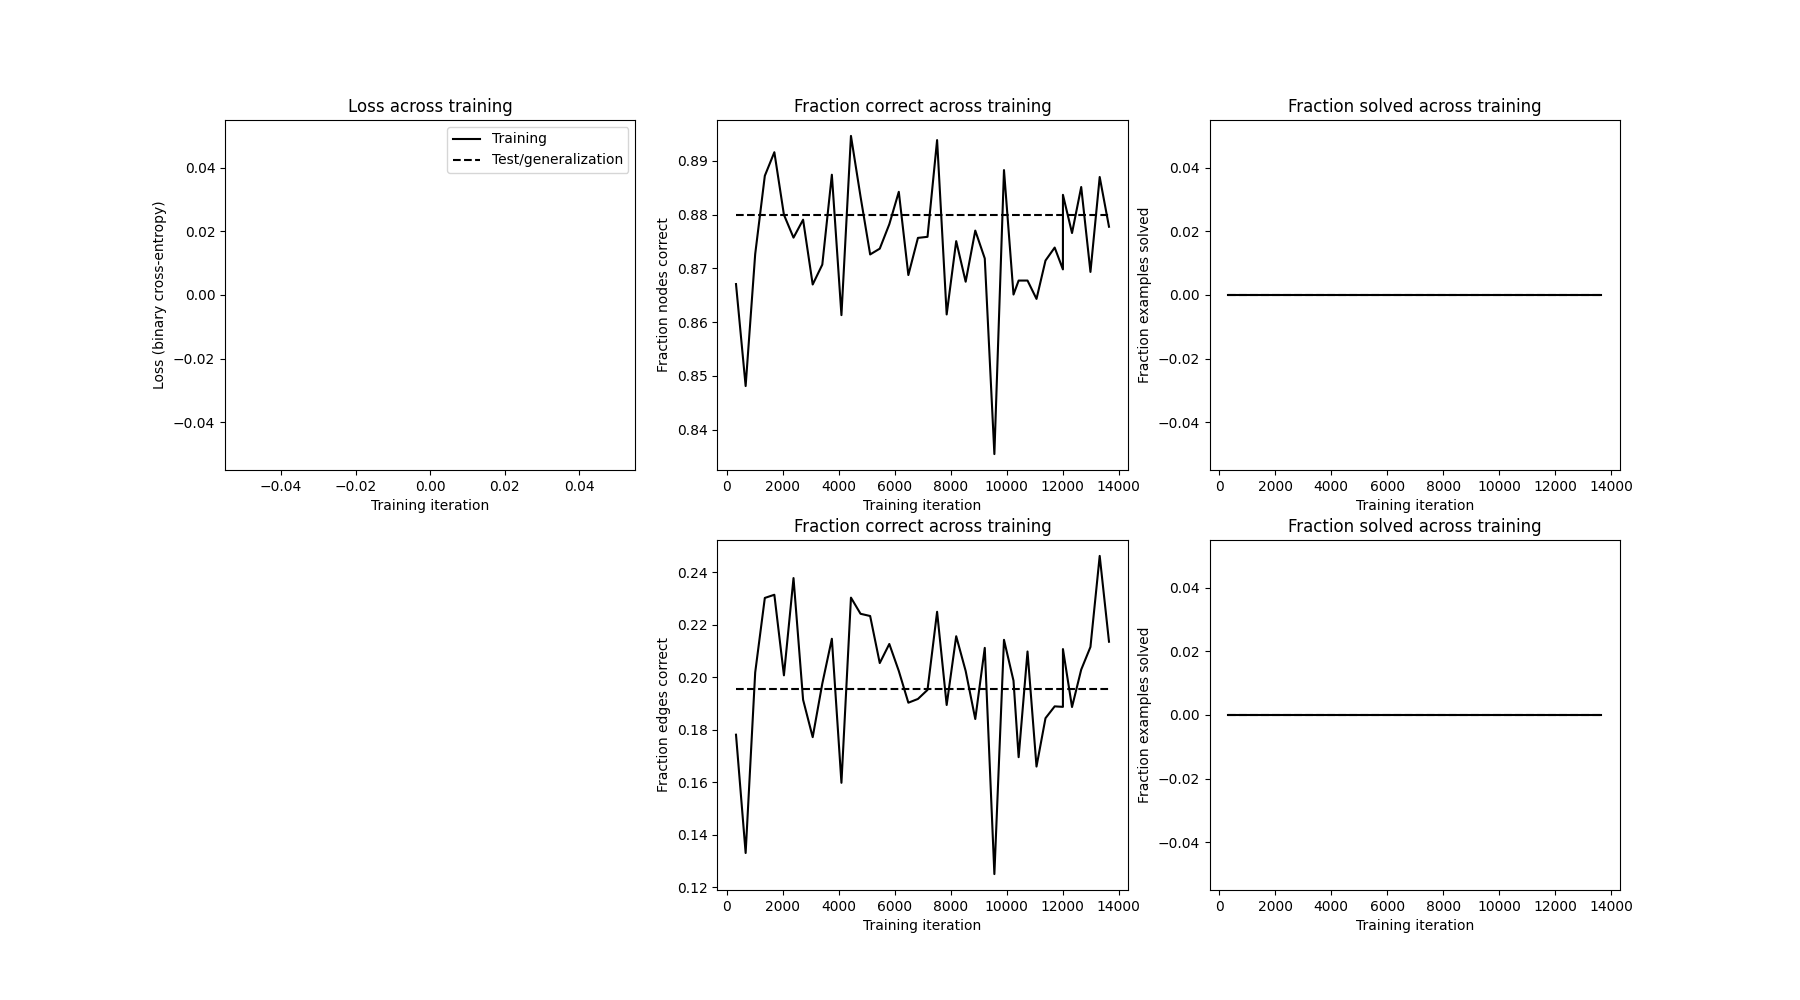 Loss across training
Fraction correct across training
Fraction solved across training
Training
Test/generalization
Loss (binary cross-entropy)
0.04
0.02
0.00
−0.02
−0.04
−0.04 −0.02 0.00 0.02 0.04
Training iteration
Fraction nodes correct
0.89
0.88
0.87
0.86
0.85
0.84
0 2000 4000 6000 8000 10000 12000 14000
Training iteration
Fraction examples solved
0.04
0.02
0.00
−0.02
−0.04
0 2000 4000 6000 8000 10000 12000 14000
Training iteration
Fraction correct across training
Fraction solved across training
Fraction edges correct
0.24
0.22
0.20
0.18
0.16
0.14
0.12
0 2000 4000 6000 8000 10000 12000 14000
Training iteration
Fraction examples solved
0.04
0.02
0.00
−0.02
−0.04
0 2000 4000 6000 8000 10000 12000 14000
Training iteration